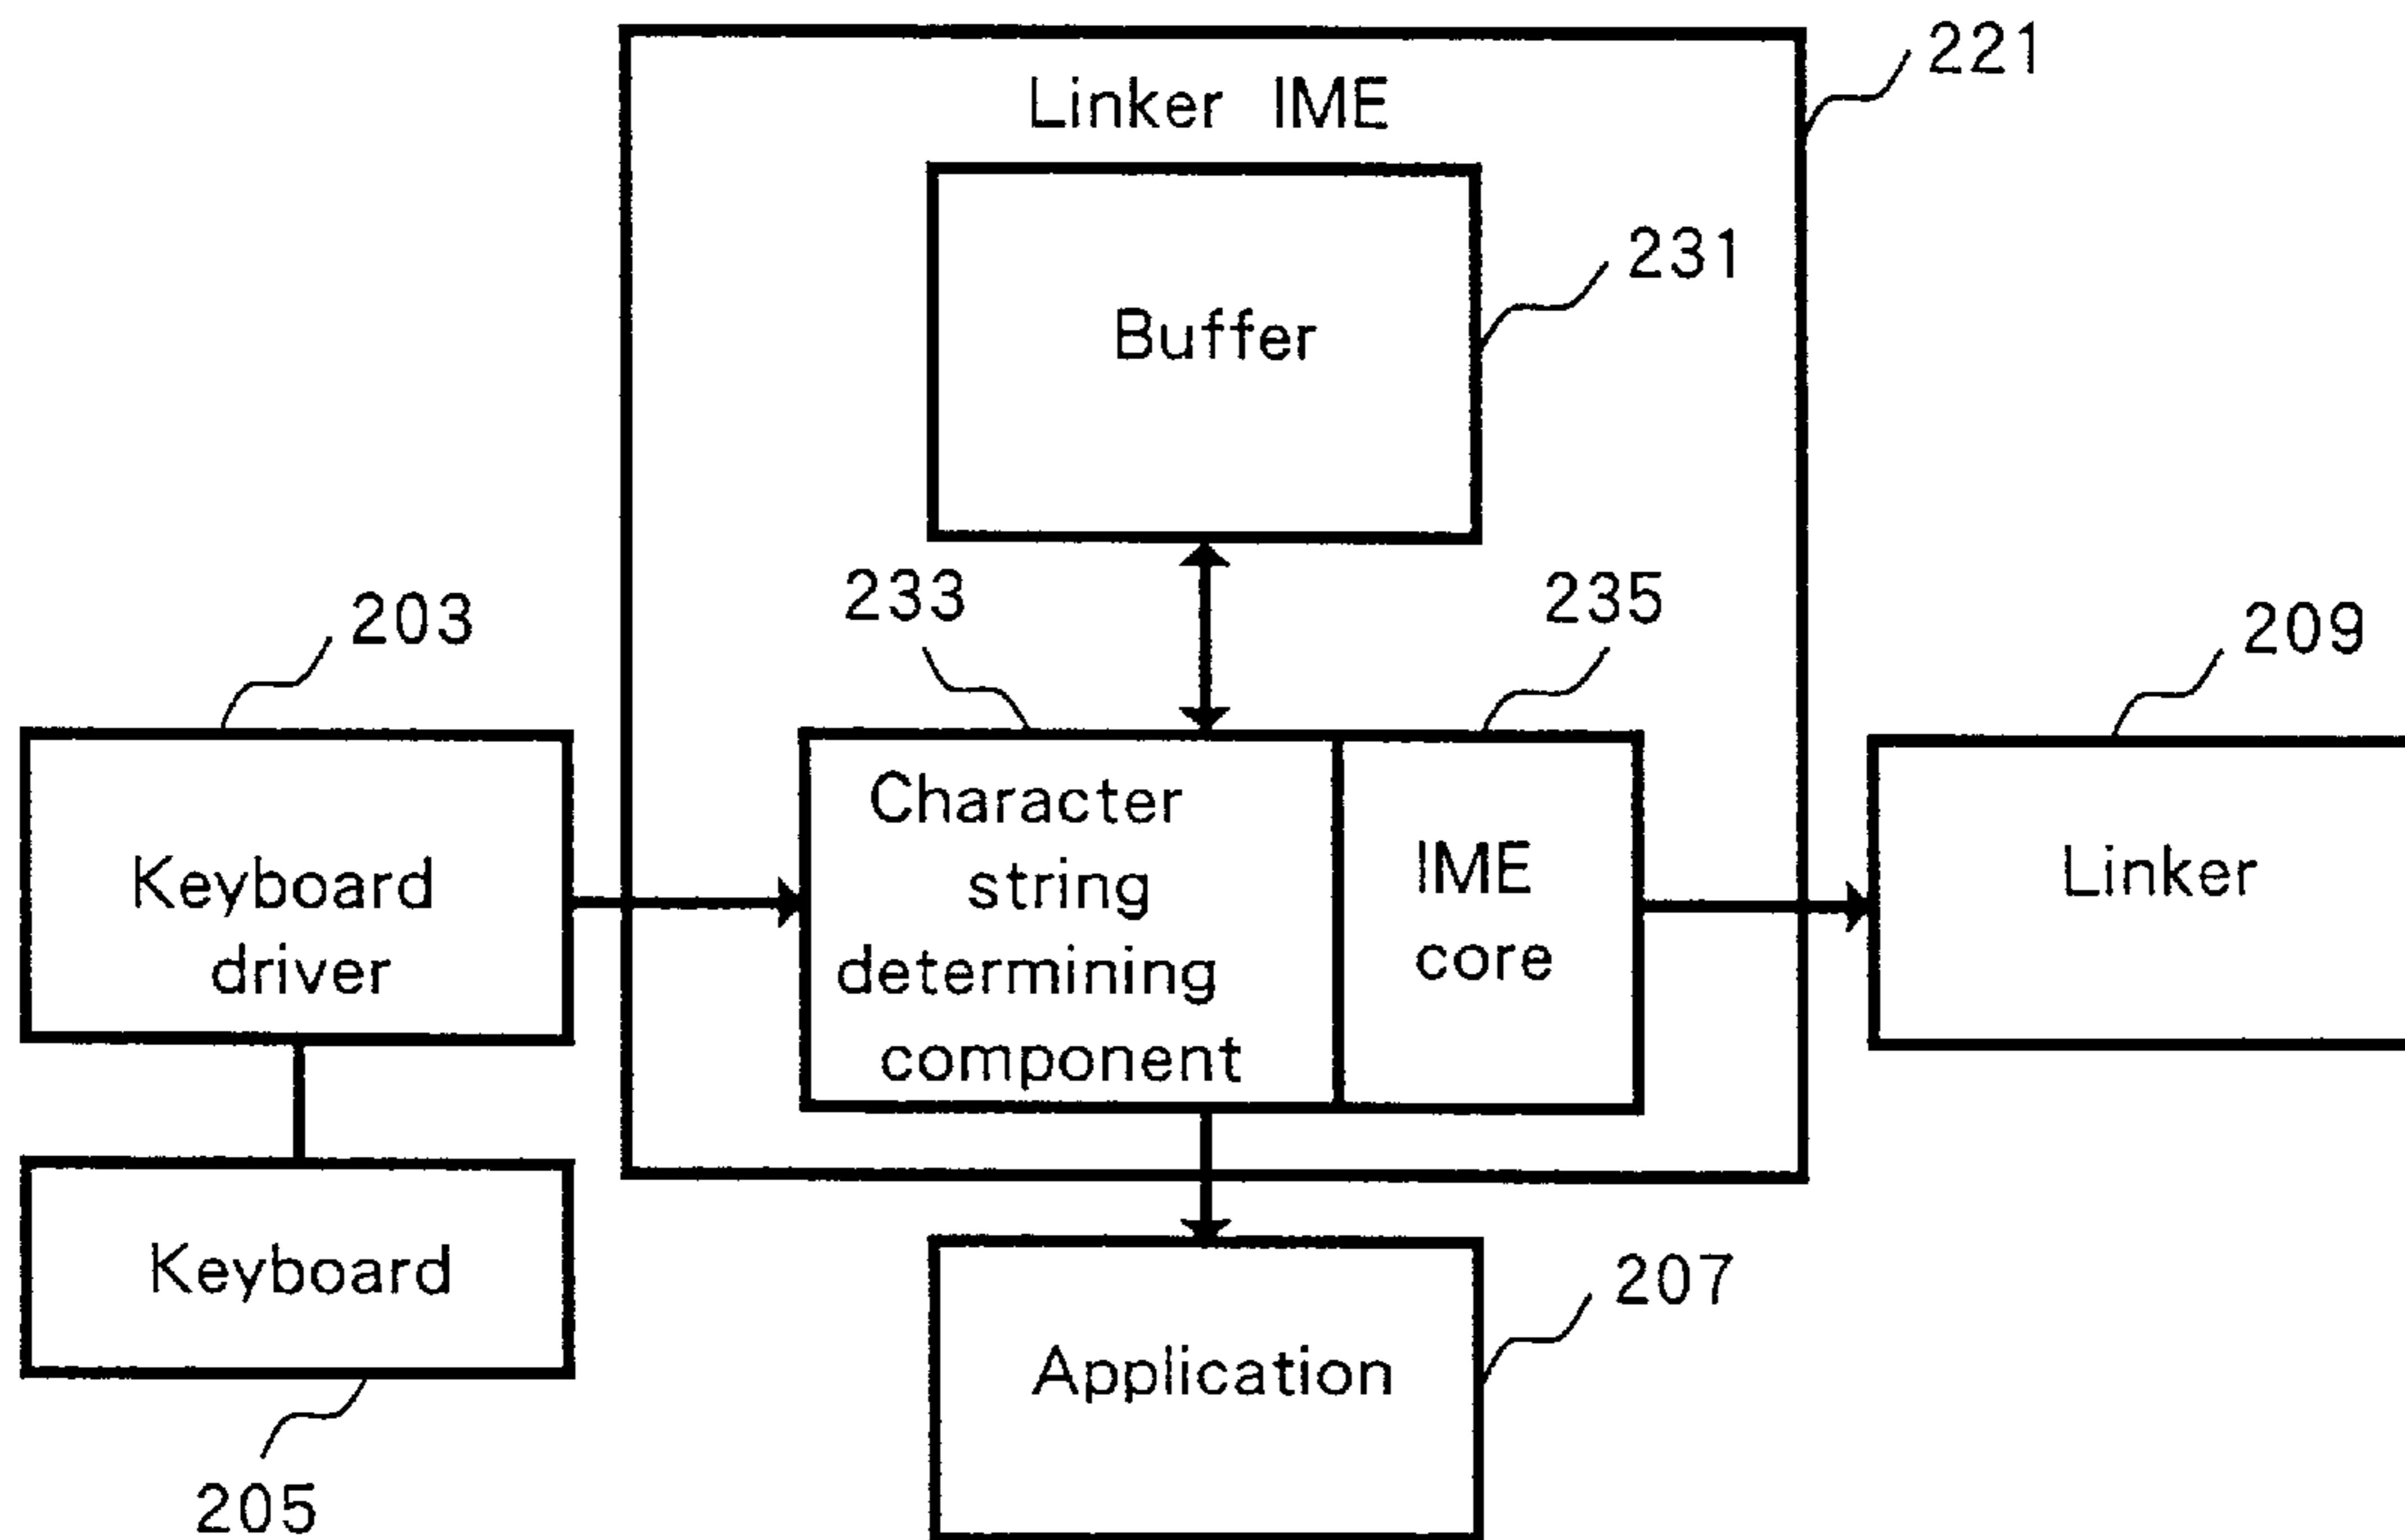 221
Linker IME
231
Buffer
233
235
203
209
Character
string
determining
component
IME
core
Keyboard
driver
Linker
Keyboard
207
Application
205